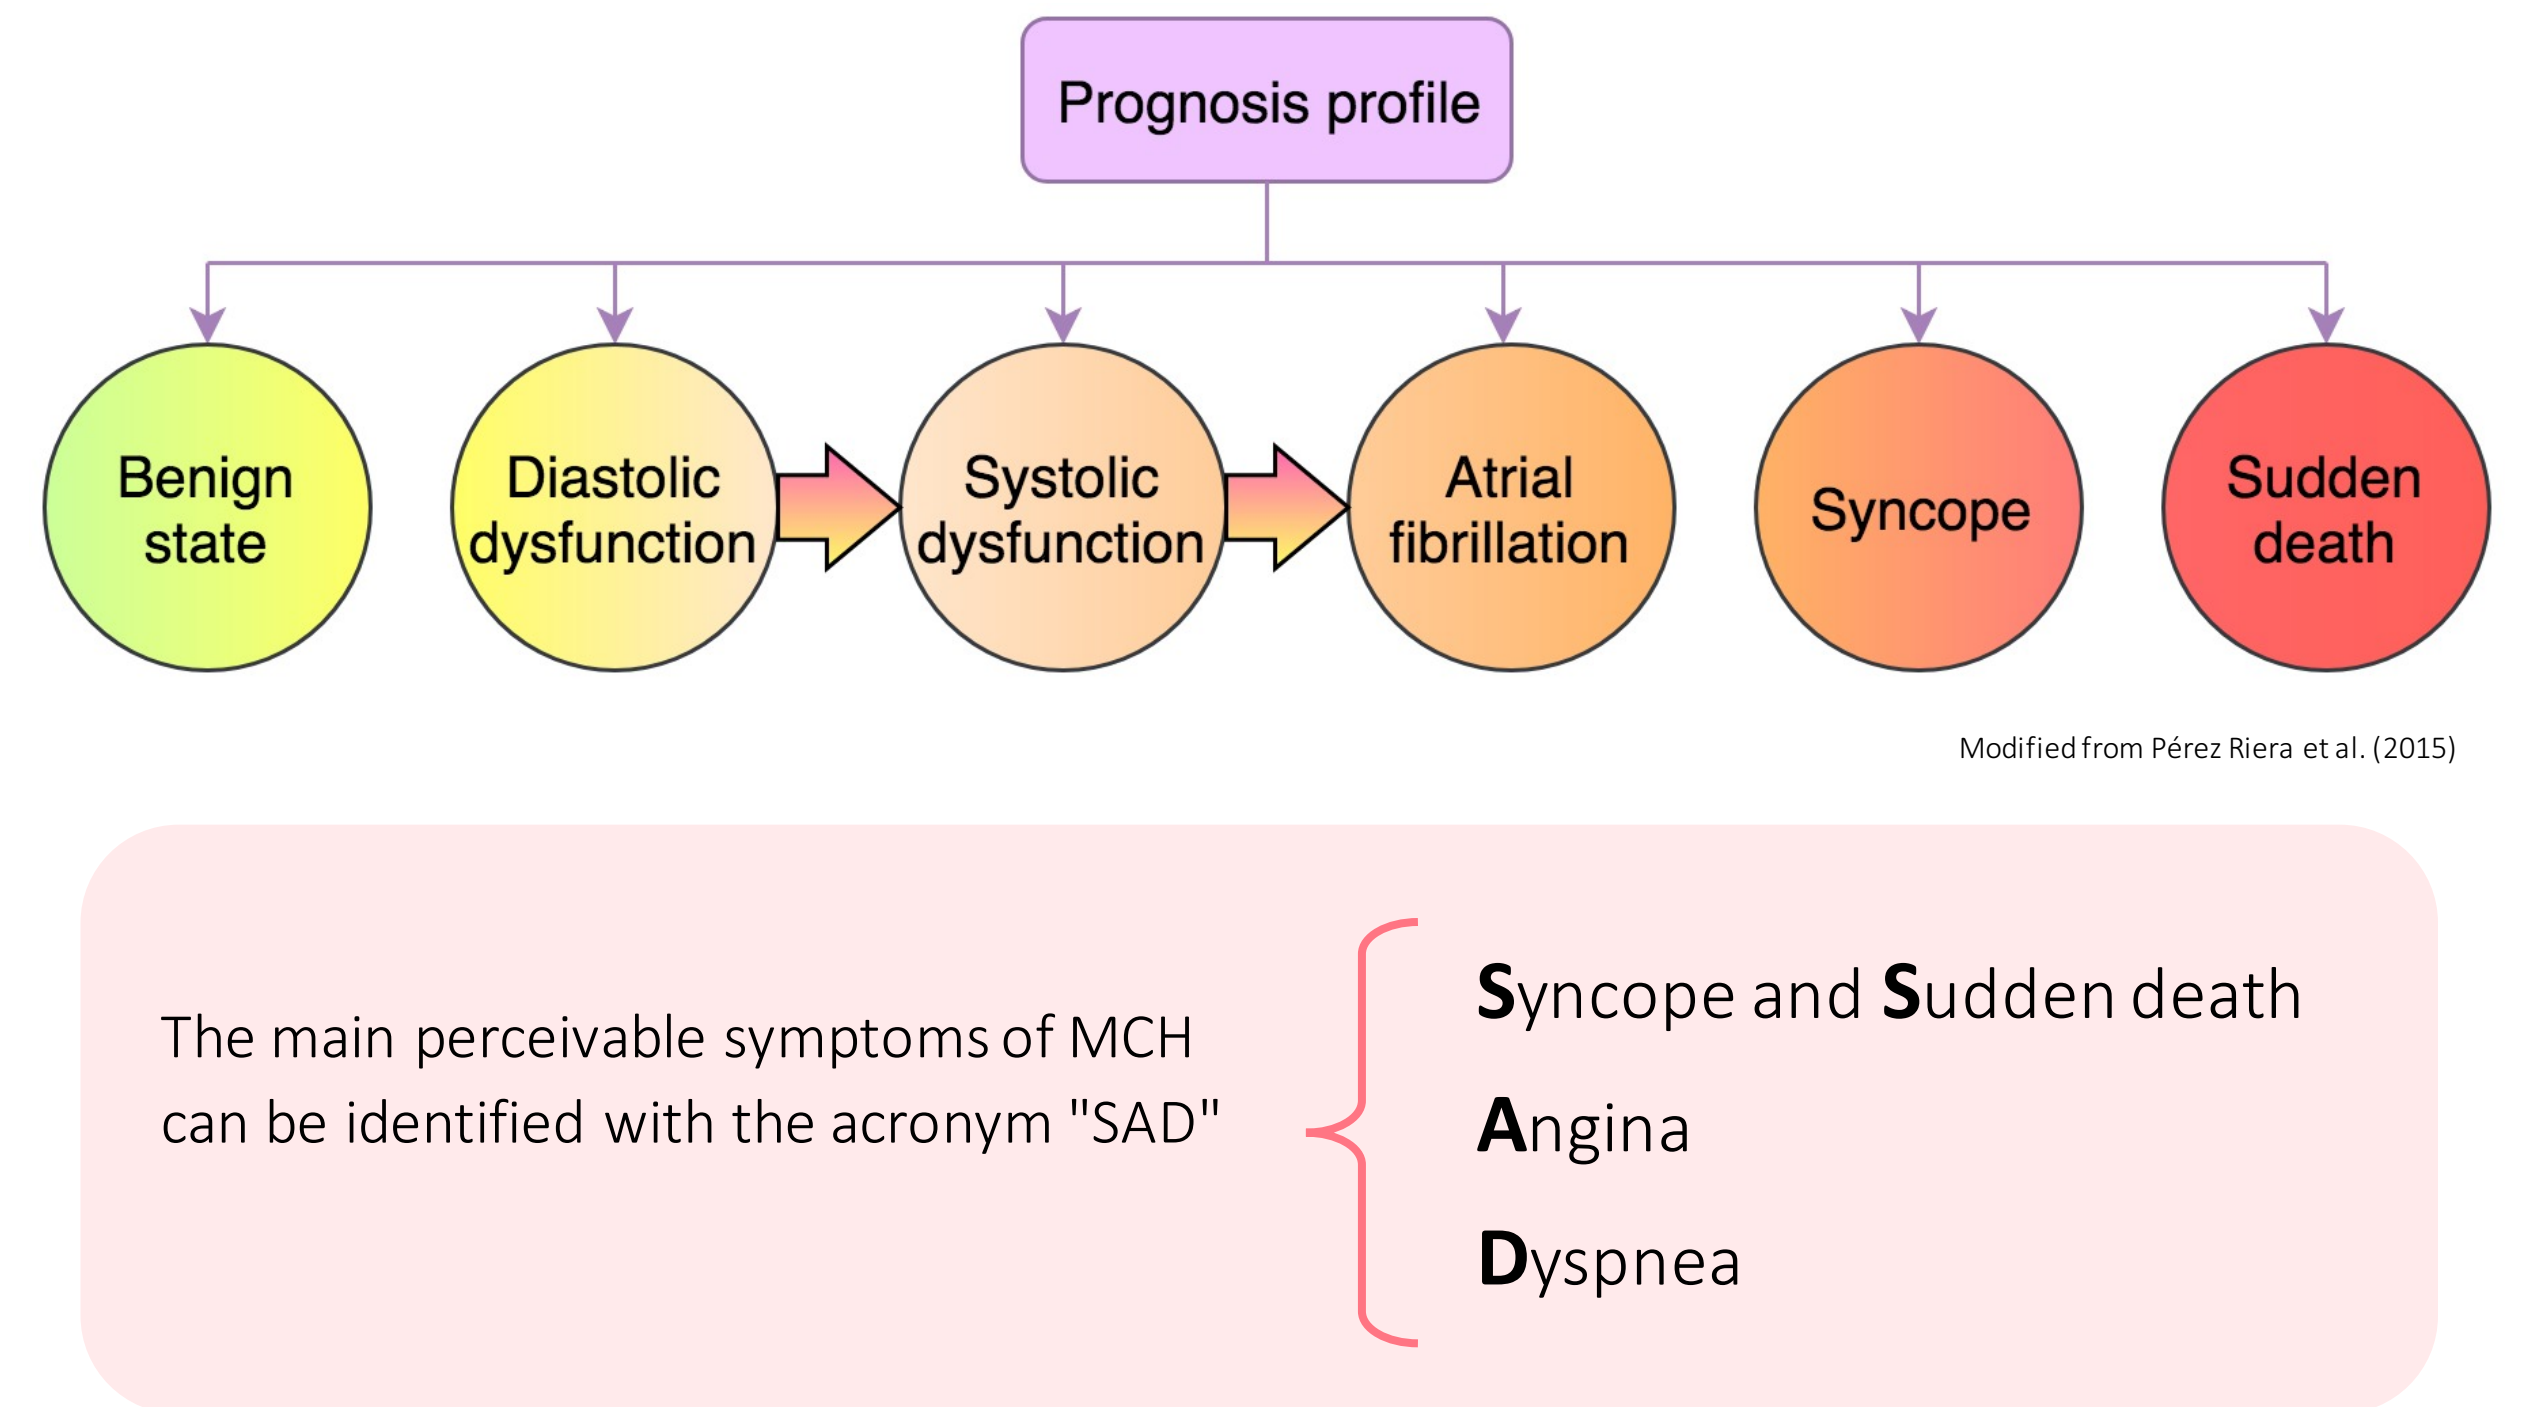 Prognosis profile
Benign
state
Diastolic
dysfunction
Systolic
dysfunction
Atrial
fibrillation
Syncope
Sudden
death
Modified from Pérez Riera et al. (2015)
The main perceivable symptoms of MCH
can be identified with the acronym "SAD"
Syncope and Sudden death
Angina
Dyspnea